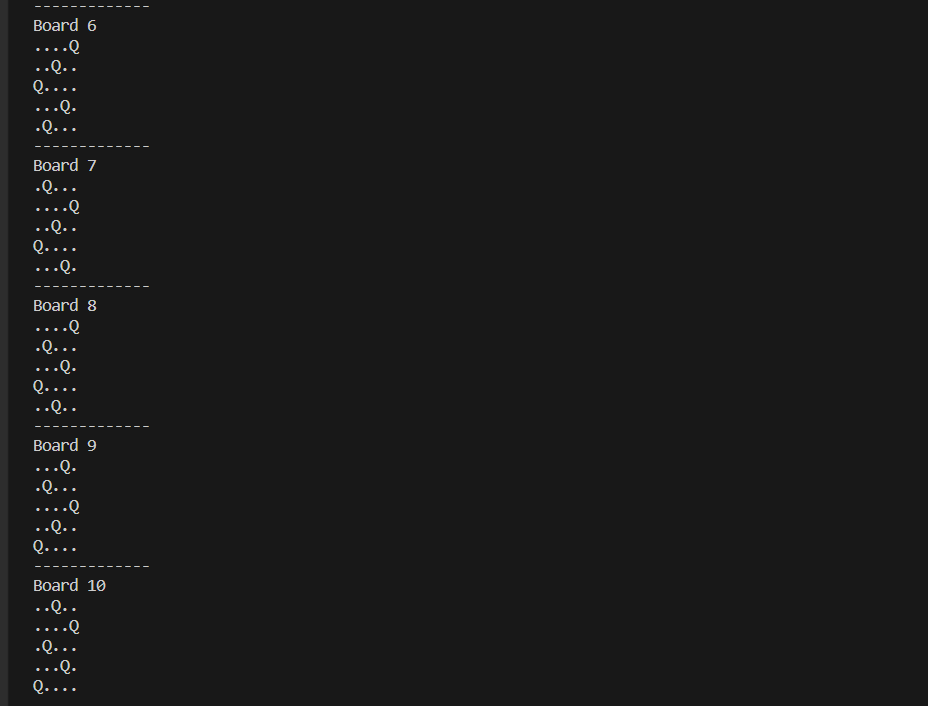 -------------
Board 6
....Q
..Q..
Q....
...Q.
.Q...
-------------
Board 7
.Q...
....Q
..Q..
Q....
...Q.
-------------
Board 8
....Q
.Q...
...Q.
Q....
..Q..
-------------
Board 9
...Q.
.Q...
....Q
..Q..
Q....
-------------
Board 10
..Q..
....Q
.Q...
...Q.
Q....